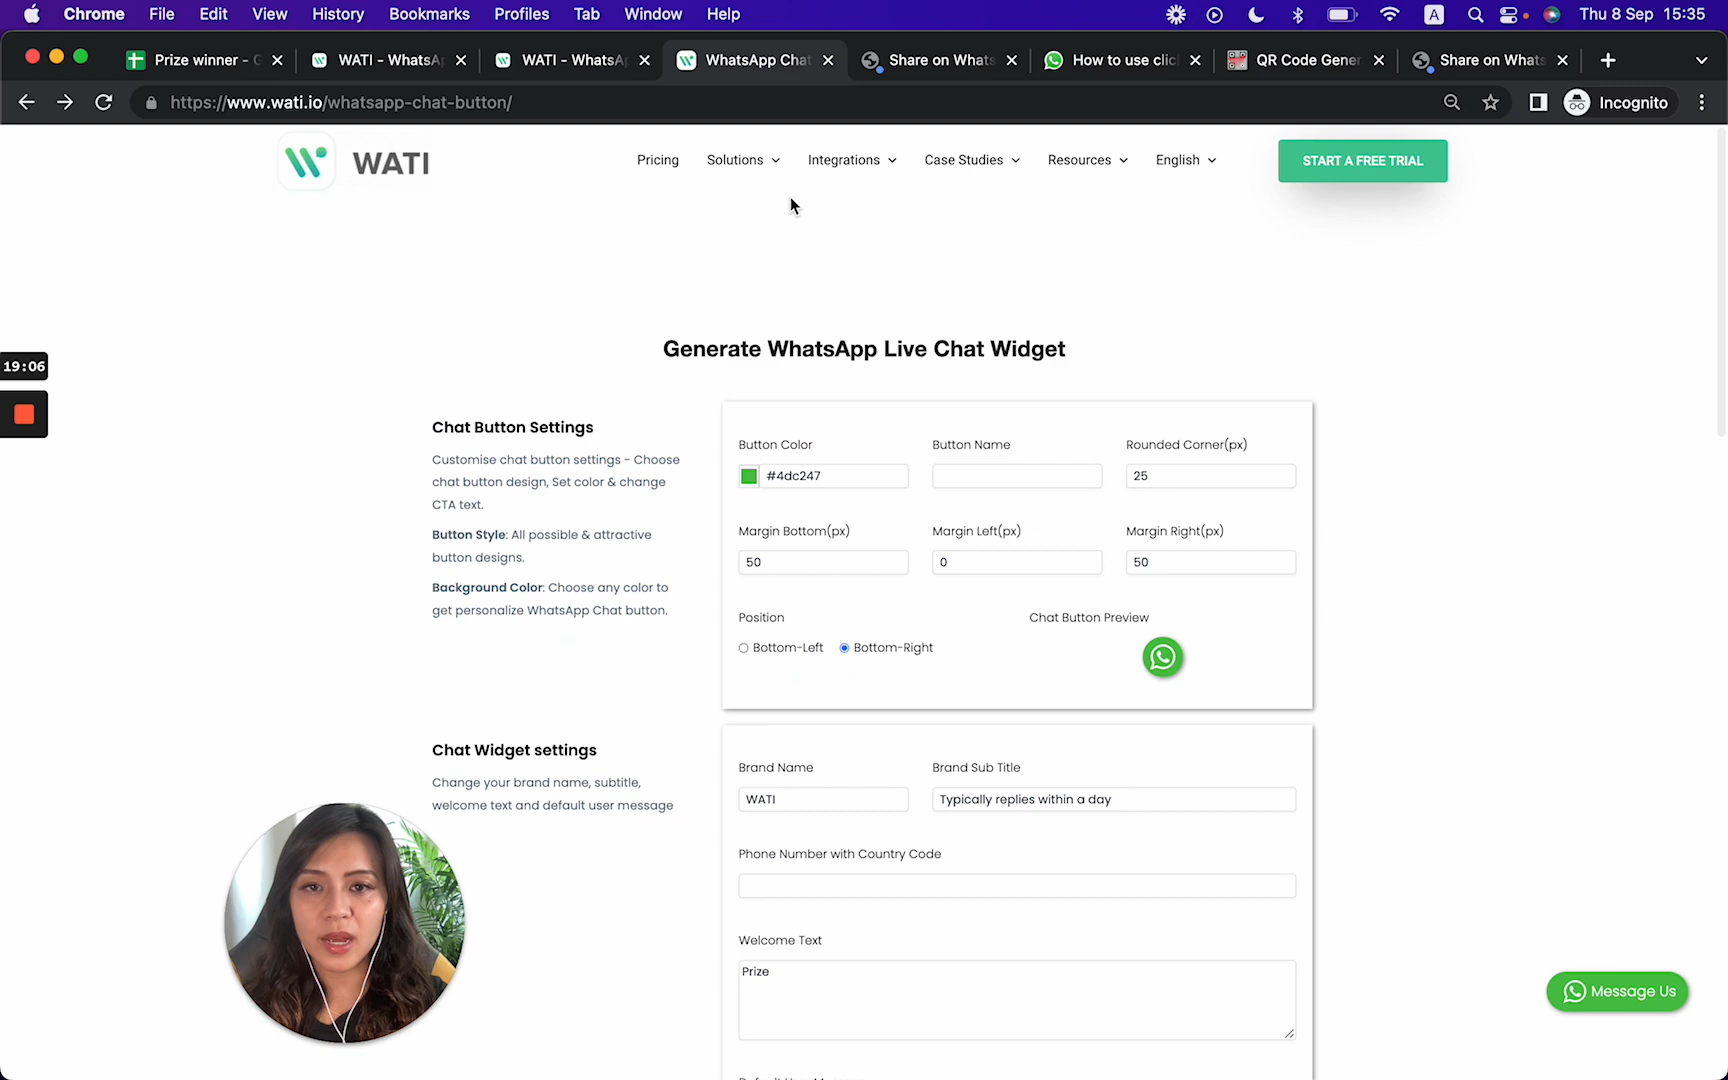 Chrome File Edit View History Bookmarks Profiles Tab Window Help A Thu 8 Sep 15:35
Prize winner - G WATI - WhatsA WATI - WhatsA WhatsApp Chat Share on Whats How to use clic QR Code Gener Share on Whats
https://www.wati.io/whatsapp-chat-button/ Incognito
WATI Pricing Solutions Integrations Case Studies Resources English START A FREE TRIAL
Generate WhatsApp Live Chat Widget
19:06
Chat Button Settings
Customise chat button settings - Choose
chat button design, Set color & change
CTA text.
Button Style: All possible & attractive
button designs.
Background Color: Choose any color to
get personalize WhatsApp Chat button.
Button Color Button Name Rounded Corner(px)
#4dc247 25
Margin Bottom(px) Margin Left(px) Margin Right(px)
50 0 50
Position Chat Button Preview
Bottom-Left Bottom-Right
Chat Widget settings
Change your brand name, subtitle,
welcome text and default user message
Brand Name Brand Sub Title
WATI Typically replies within a day
Phone Number with Country Code
Welcome Text
Prize
Message Us